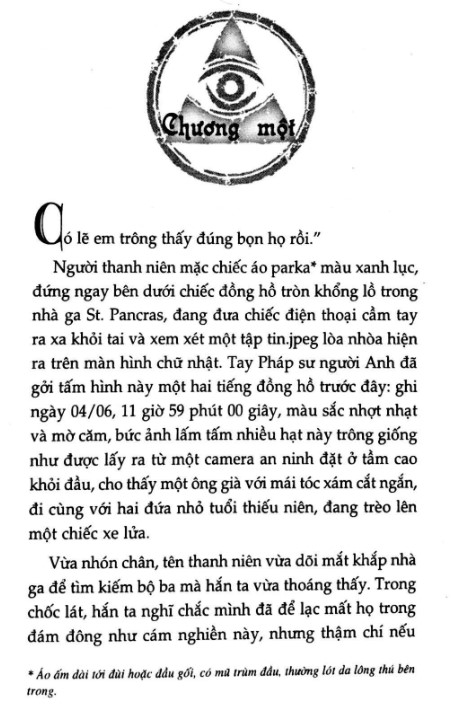 Chương một
Có lẽ em trông thấy đúng bọn họ rồi.”
Người thanh niên mặc chiếc áo parka* màu xanh lục,
đứng ngay bên dưới chiếc đồng hồ tròn khổng lồ trong
nhà ga St. Pancras, đang đưa chiếc điện thoại cầm tay
ra xa khỏi tai và xem xét một tập tin.jpeg lòa nhòa hiện
ra trên màn hình chữ nhật. Tay Pháp sư người Anh đã
gởi tấm hình này một hai tiếng đồng hồ trước đây: ghi
ngày 04/06, 11 giờ 59 phút 00 giây, màu sắc nhợt nhạt
và mờ căm, bức ảnh lấm tấm nhiều hạt này trông giống
như được lấy ra từ một camera an ninh đặt ở tầm cao
khỏi đầu, cho thấy một ông già với mái tóc xám cắt ngắn,
đi cùng với hai đứa nhỏ tuổi thiếu niên, đang trèo lên
một chiếc xe lửa.
Vừa nhón chân, tên thanh niên vừa dõi mắt khắp nhà
ga để tìm kiếm bộ ba mà hắn ta vừa thoáng thấy. Trong
chốc lát, hắn ta nghĩ chắc mình đã để lạc mất họ trong
đám đông như cám nghiền này, nhưng thậm chí nếu
* Áo ấm dài tới đùi hoặc đầu gối, có mũ trùm đầu, thường lót da lông thú bên
trong.